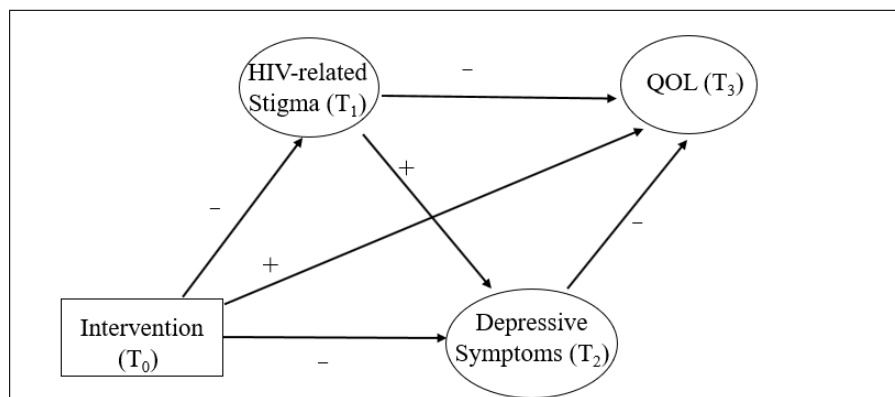 HIV-related
Stigma (T₁)
−
QOL (T₃)
+
−
−
+
Intervention
(T₀)
−
Depressive
Symptoms (T₂)